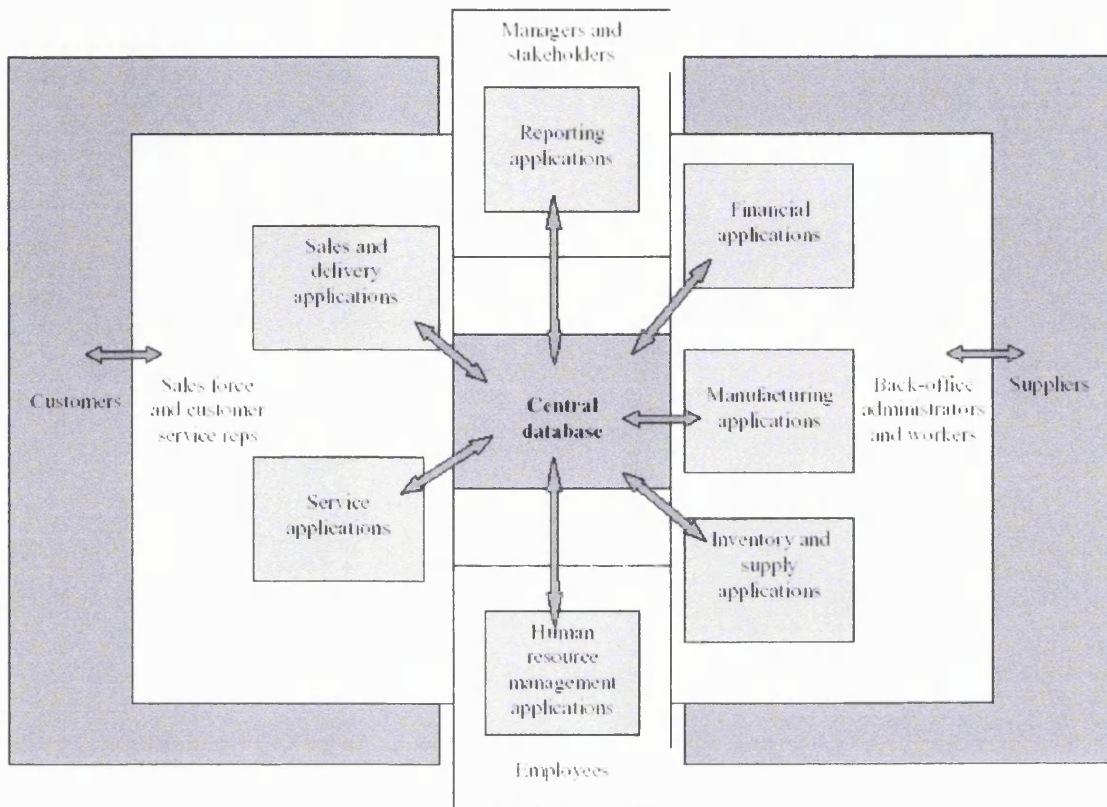 Managers and
stakeholders
Reporting
applications
Financial
applications
Sales and
delivery
applications
Customers
Sales force
and customer
service reps
Central
database
Manufacturing
applications
Back-office
administrators
and workers
Suppliers
Service
applications
Inventory and
supply
applications
Human
resource
management
applications
Employees